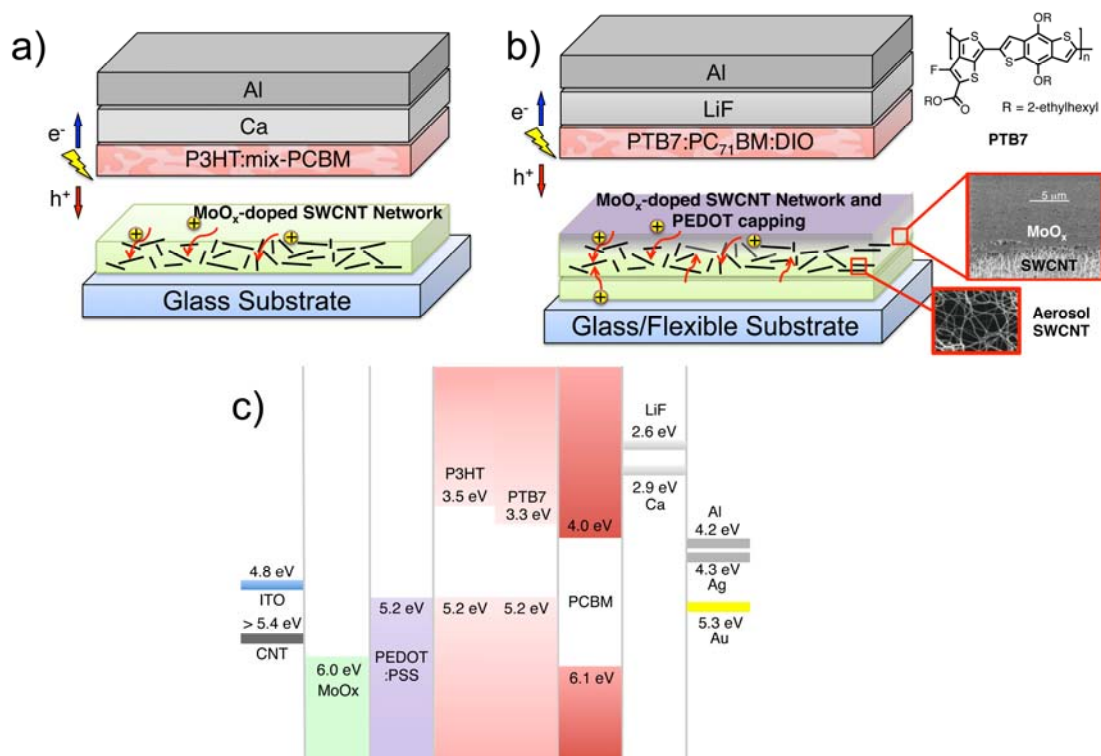 a)
Al
Ca
P3HT:mix-PCBM
e-
h+
MoOx-doped SWCNT Network
Glass Substrate
b)
Al
LiF
PTB7:PC71BM:DIO
e-
h+
MoOx-doped SWCNT Network and
PEDOT capping
Glass/Flexible Substrate
OR
OR
F
S
S
S
S
n
RO
O
R = 2-ethylhexyl
PTB7
5 μm
MoOx
SWCNT
Aerosol
SWCNT
c)
4.8 eV
ITO
> 5.4 eV
CNT
6.0 eV
MoOx
5.2 eV
PEDOT
:PSS
P3HT
3.5 eV
5.2 eV
PTB7
3.3 eV
5.2 eV
4.0 eV
PCBM
6.1 eV
LiF
2.6 eV
2.9 eV
Ca
Al
4.2 eV
4.3 eV
Ag
5.3 eV
Au